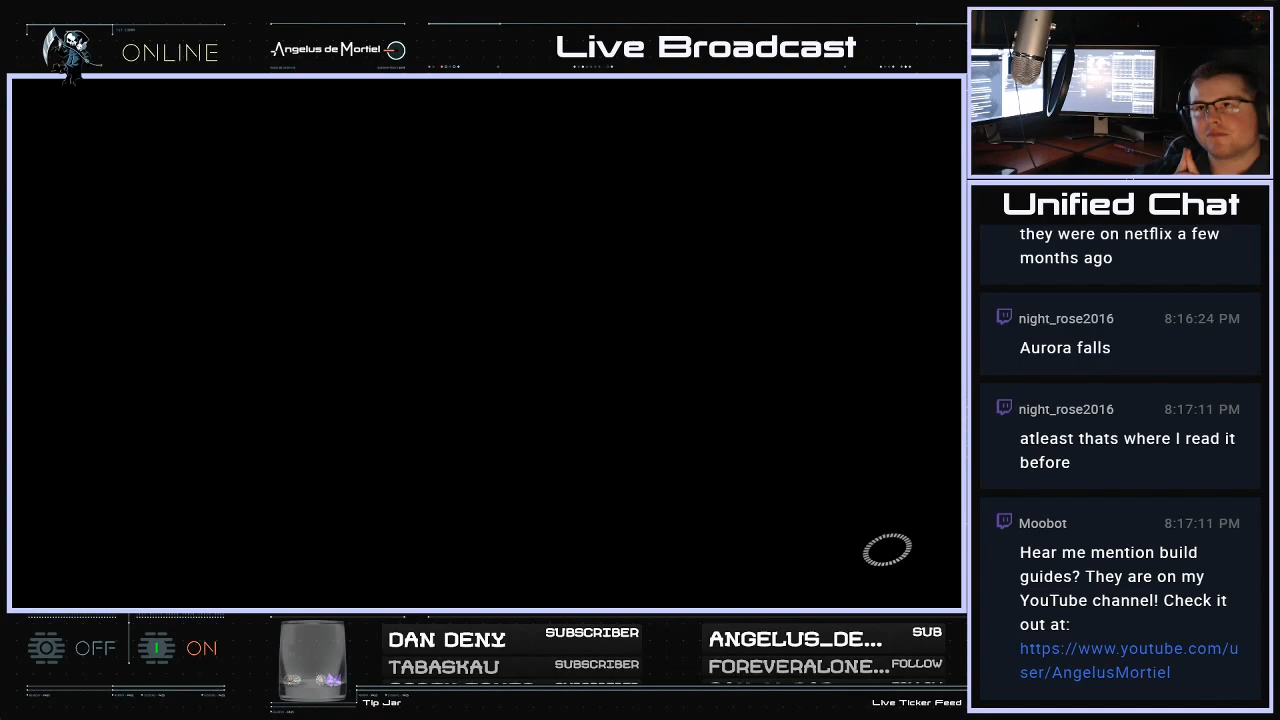 ONLINE
Angelus de Mortiel
Live Broadcast
Unified Chat
they were on netflix a few
months ago
night_rose2016 8:16:24 PM
Aurora falls
night_rose2016 8:17:11 PM
atleast thats where I read it
before
Moobot 8:17:11 PM
Hear me mention build
guides? They are on my
YouTube channel! Check it
out at:
https://www.youtube.com/u
ser/AngelusMortiel
OFF
ON
DAN DENY SUBSCRIBER
TABASKAU SUBSCRIBER
ANGELUS_DE... SUB
FOREVERALONE... FOLLOW
Tip Jar
Live Ticker Feed